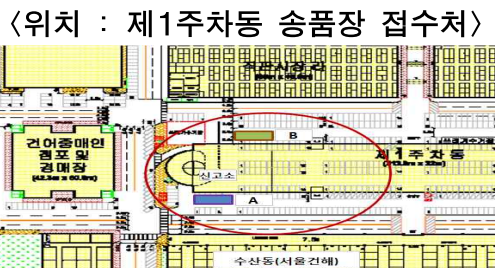 <위치 : 제1주차동 송품장 접수처>
직판시장 라
B
건어중매인
점포 및
경매장
제1주차동
신고소
A
수산동(서울건해)